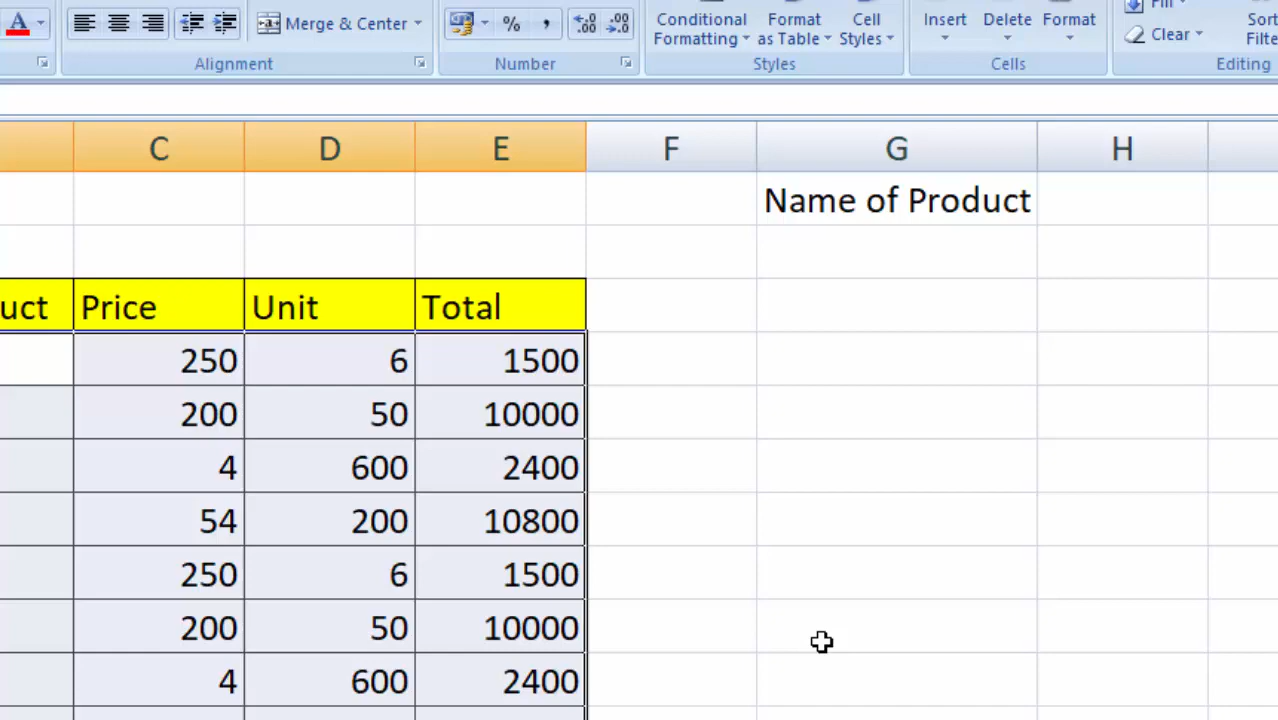 A Merge & Center % , .0 .00 Conditional Format Cell Insert Delete Format Fill Sort
Formatting as Table Styles Clear Filte
Alignment Number Styles Cells Editing
C D E F G H
Name of Product
uct Price Unit Total
250 6 1500
200 50 10000
4 600 2400
54 200 10800
250 6 1500
200 50 10000
4 600 2400